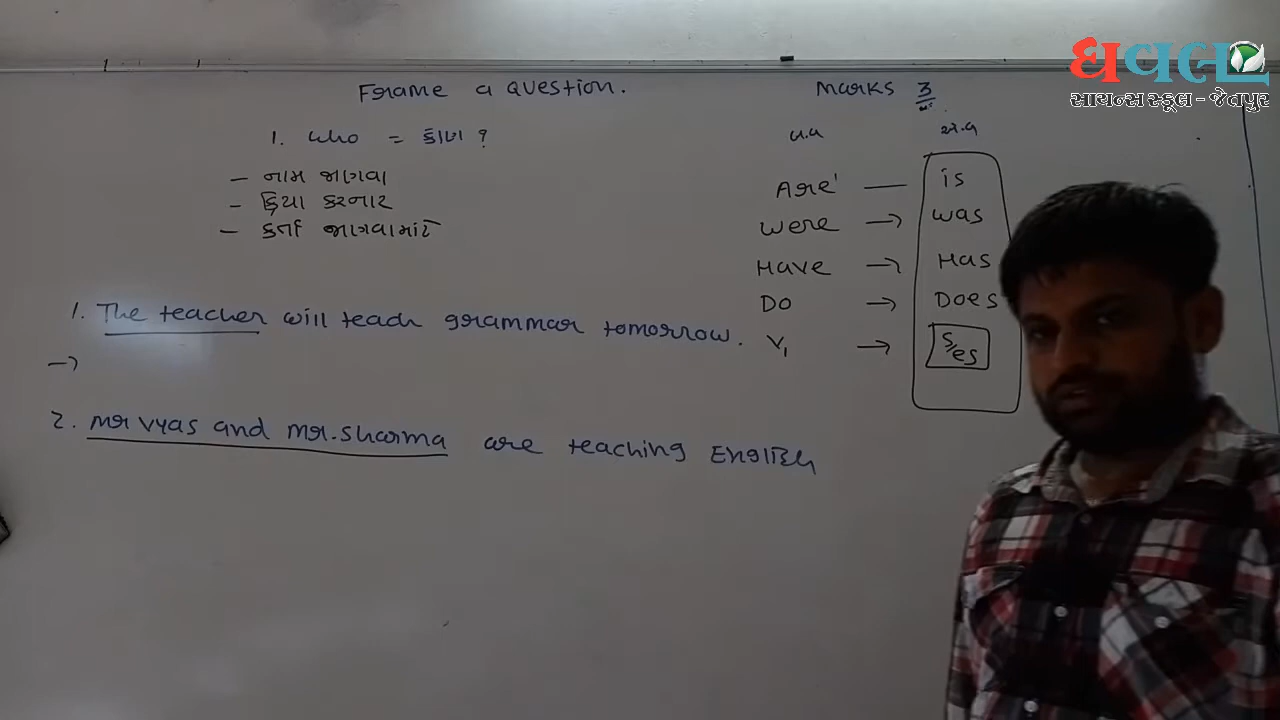 ધવલ
સાયન્સ સ્કૂલ - જેતપુર
Frame a question.
Marks 3
1. Who = કોણ ?
- નામ જાણવા
- ક્રિયા કરનાર
- કર્તા જાણવા માટે
બ.વ
એ.વ
Are — is
were → was
Have → Has
Do → Does
V1 → s/es
1. The teacher will teach grammar tomorrow.
→
2. Mr Vyas and Mr. Sharma are teaching English